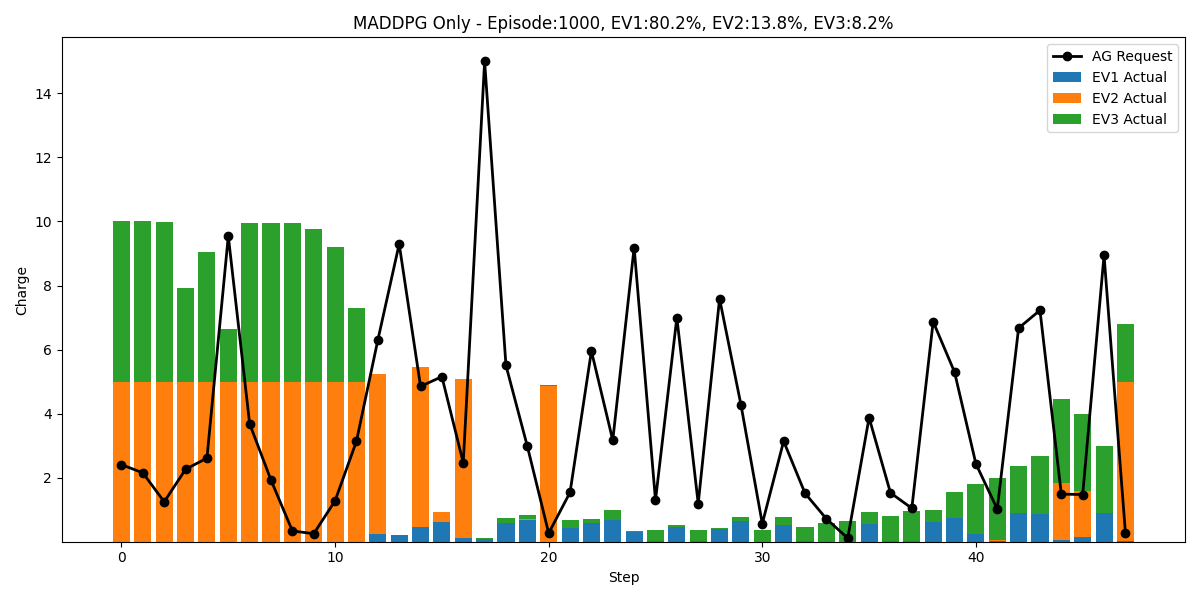 MADDPG Only - Episode:1000, EV1:80.2%, EV2:13.8%, EV3:8.2%
AG Request
EV1 Actual
EV2 Actual
EV3 Actual
Charge
14
12
10
8
6
4
2
0 10 20 30 40
Step